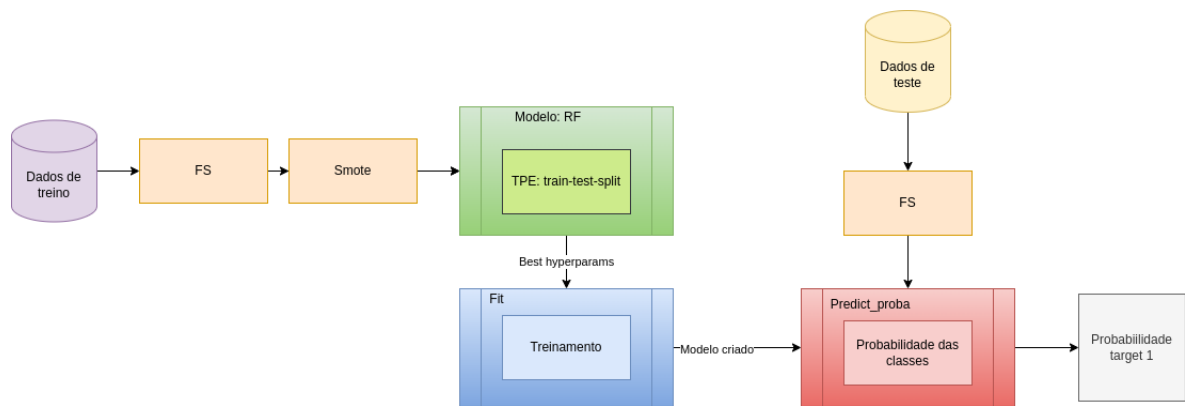 Dados de
treino
FS
Smote
Modelo: RF
TPE: train-test-split
Best hyperparams
Fit
Treinamento
Modelo criado
Dados de
teste
FS
Predict_proba
Probabilidade das
classes
Probabiilidade
target 1